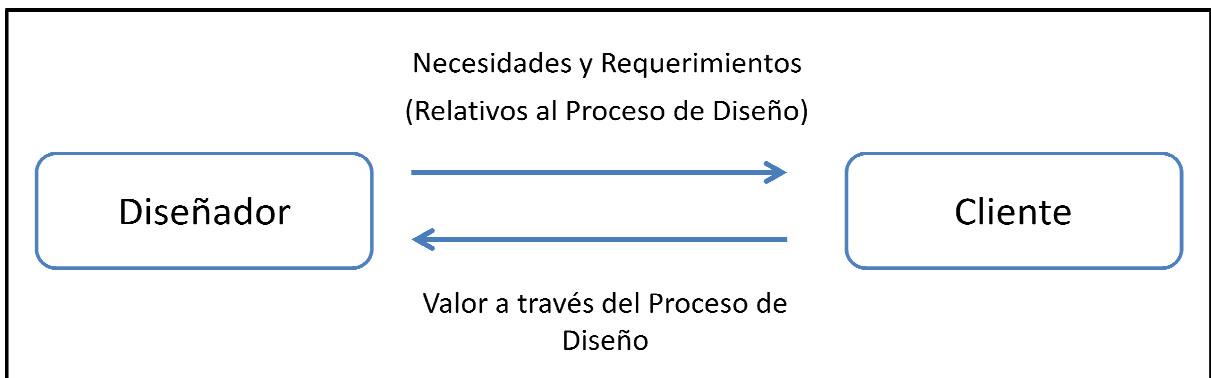 Necesidades y Requerimientos
(Relativos al Proceso de Diseño)
Diseñador
Cliente
Valor a través del Proceso de
Diseño